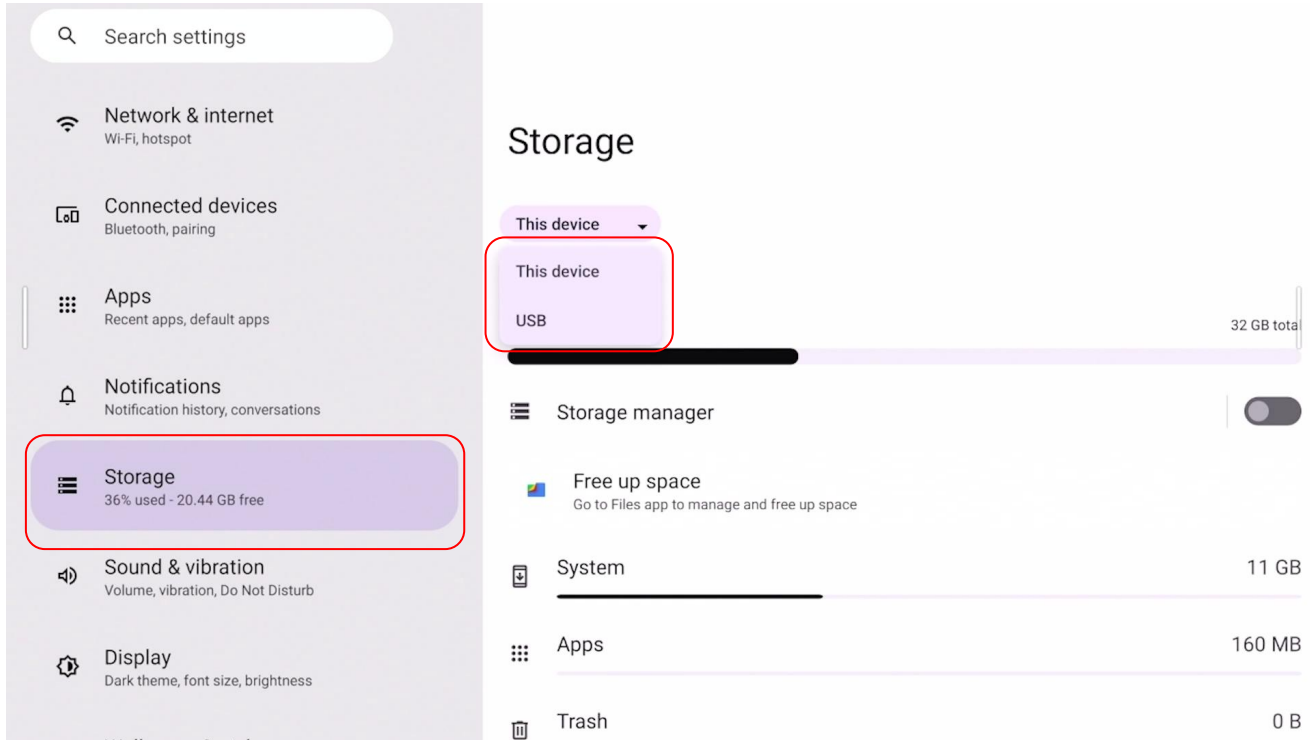 Search settings
Network & internet
Wi-Fi, hotspot
Connected devices
Bluetooth, pairing
Apps
Recent apps, default apps
Notifications
Notification history, conversations
Storage
36% used - 20.44 GB free
Sound & vibration
Volume, vibration, Do Not Disturb
Display
Dark theme, font size, brightness
Storage
This device
This device
USB
32 GB total
Storage manager
Free up space
Go to Files app to manage and free up space
System
11 GB
Apps
160 MB
Trash
0 B